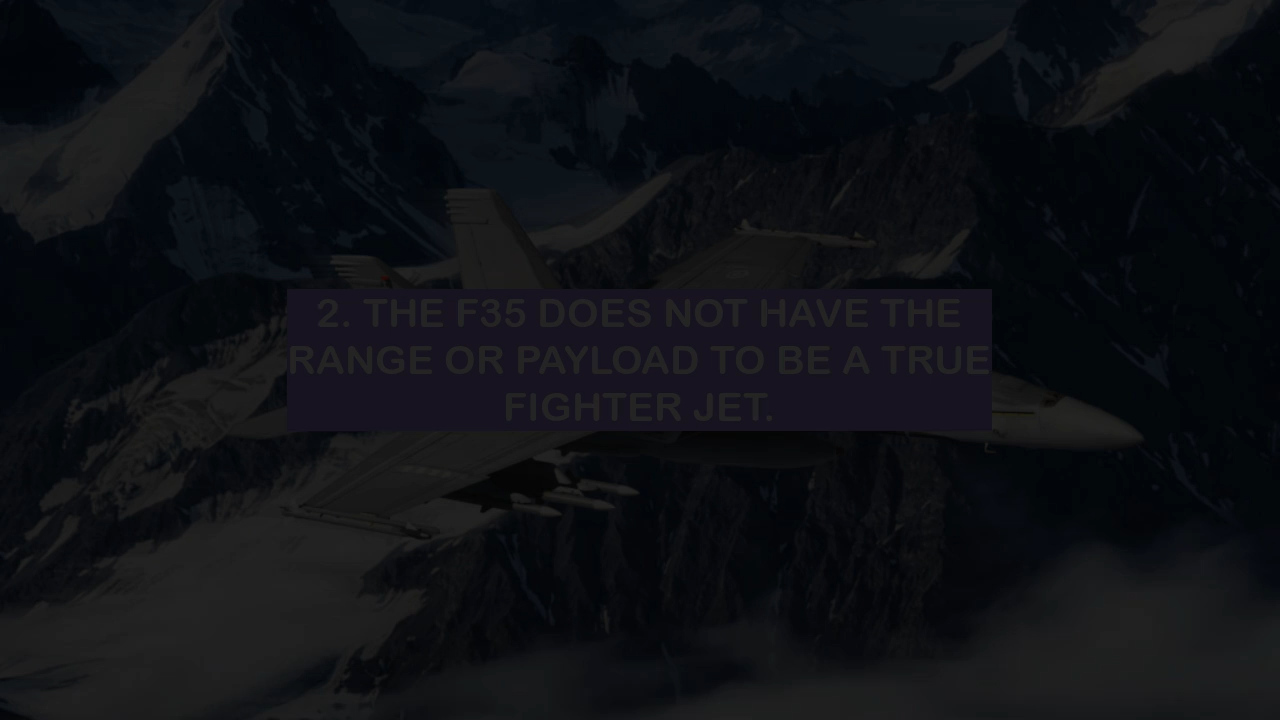 2. THE F35 DOES NOT HAVE THE
RANGE OR PAYLOAD TO BE A TRUE
FIGHTER JET.